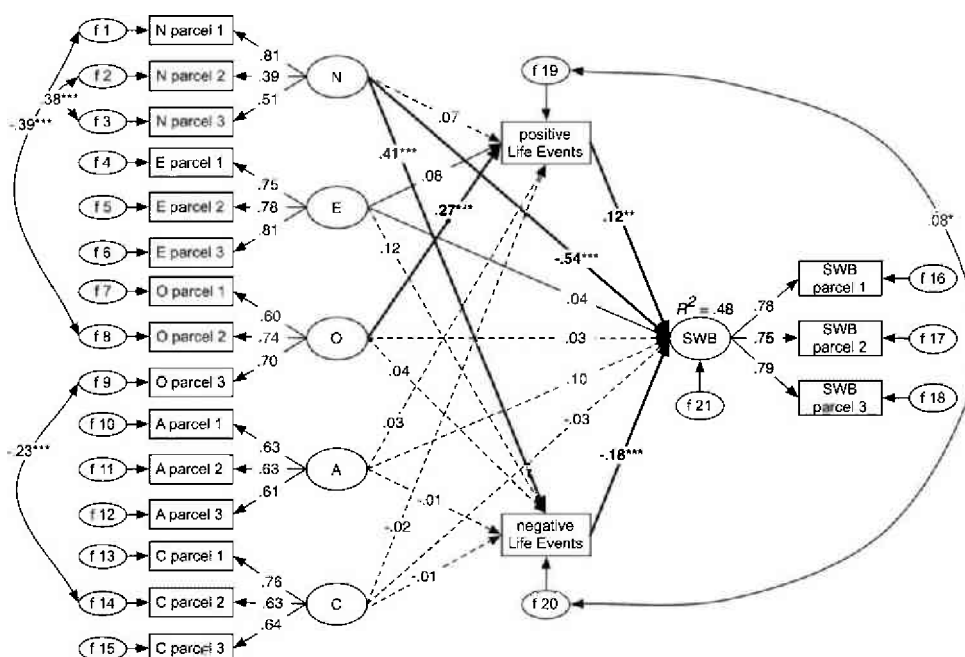 f 1
N parcel 1
.81
f 2
N parcel 2
.39
N
f 19
.38***
.51
-.39***
f 3
N parcel 3
.07
positive
Life Events
f 4
E parcel 1
.41***
.75
.08
f 5
E parcel 2
.78
E
.27***
.12**
.08*
.81
f 6
E parcel 3
.12
-.54***
f 7
O parcel 1
.04
SWB
parcel 1
f 16
.60
R² = .48
.78
f 8
O parcel 2
.74
O
.03
SWB
.75
SWB
parcel 2
f 17
.70
.79
f 9
O parcel 3
.04
.10
f 21
SWB
parcel 3
f 18
f 10
A parcel 1
.03
-.03
.63
-.23***
f 11
A parcel 2
.63
A
-.18***
.61
f 12
A parcel 3
-.01
negative
Life Events
-.02
f 13
C parcel 1
.76
-.01
f 14
C parcel 2
.63
C
f 20
.64
f 15
C parcel 3